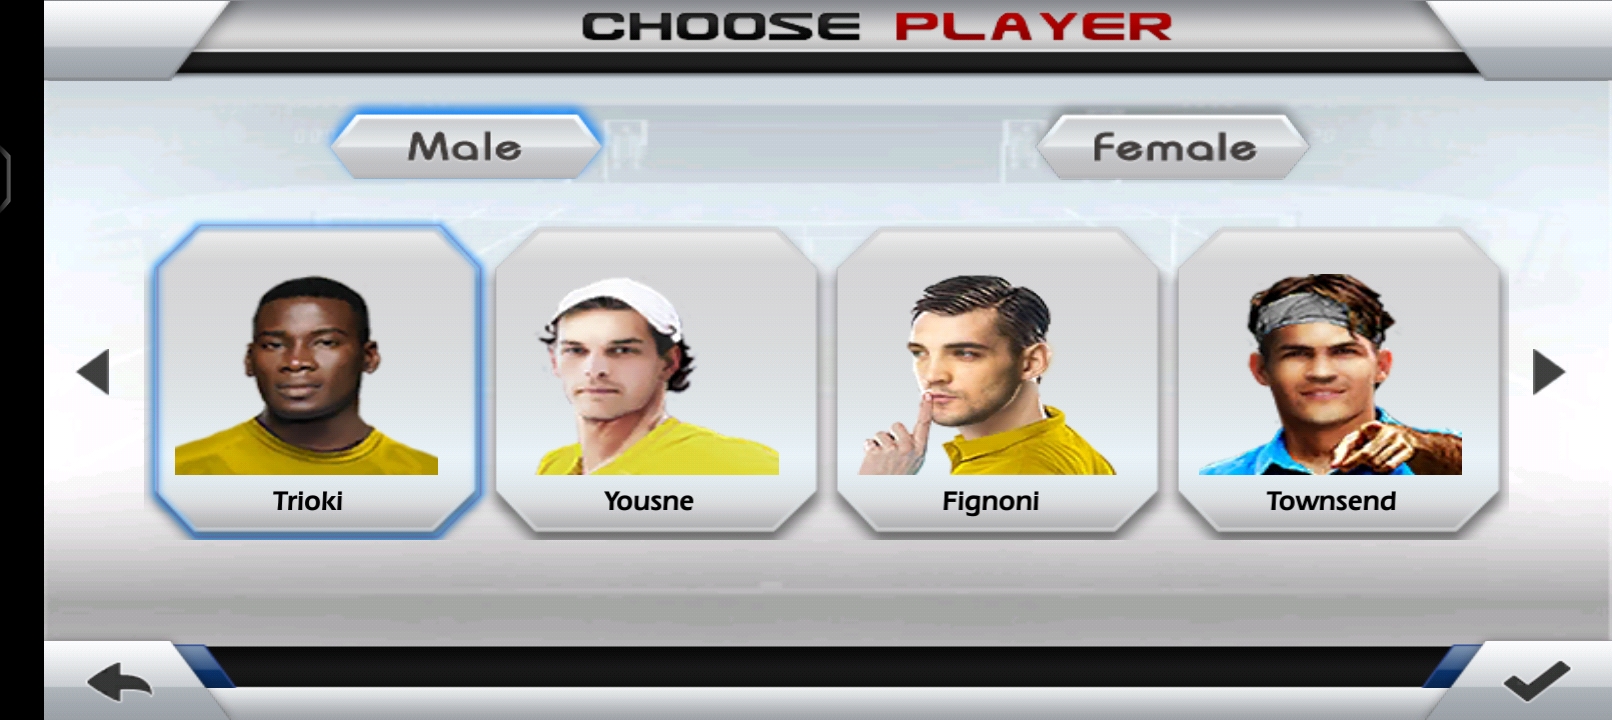 CHOOSE PLAYER
Male
Female
Trioki
Yousne
Fignoni
Townsend